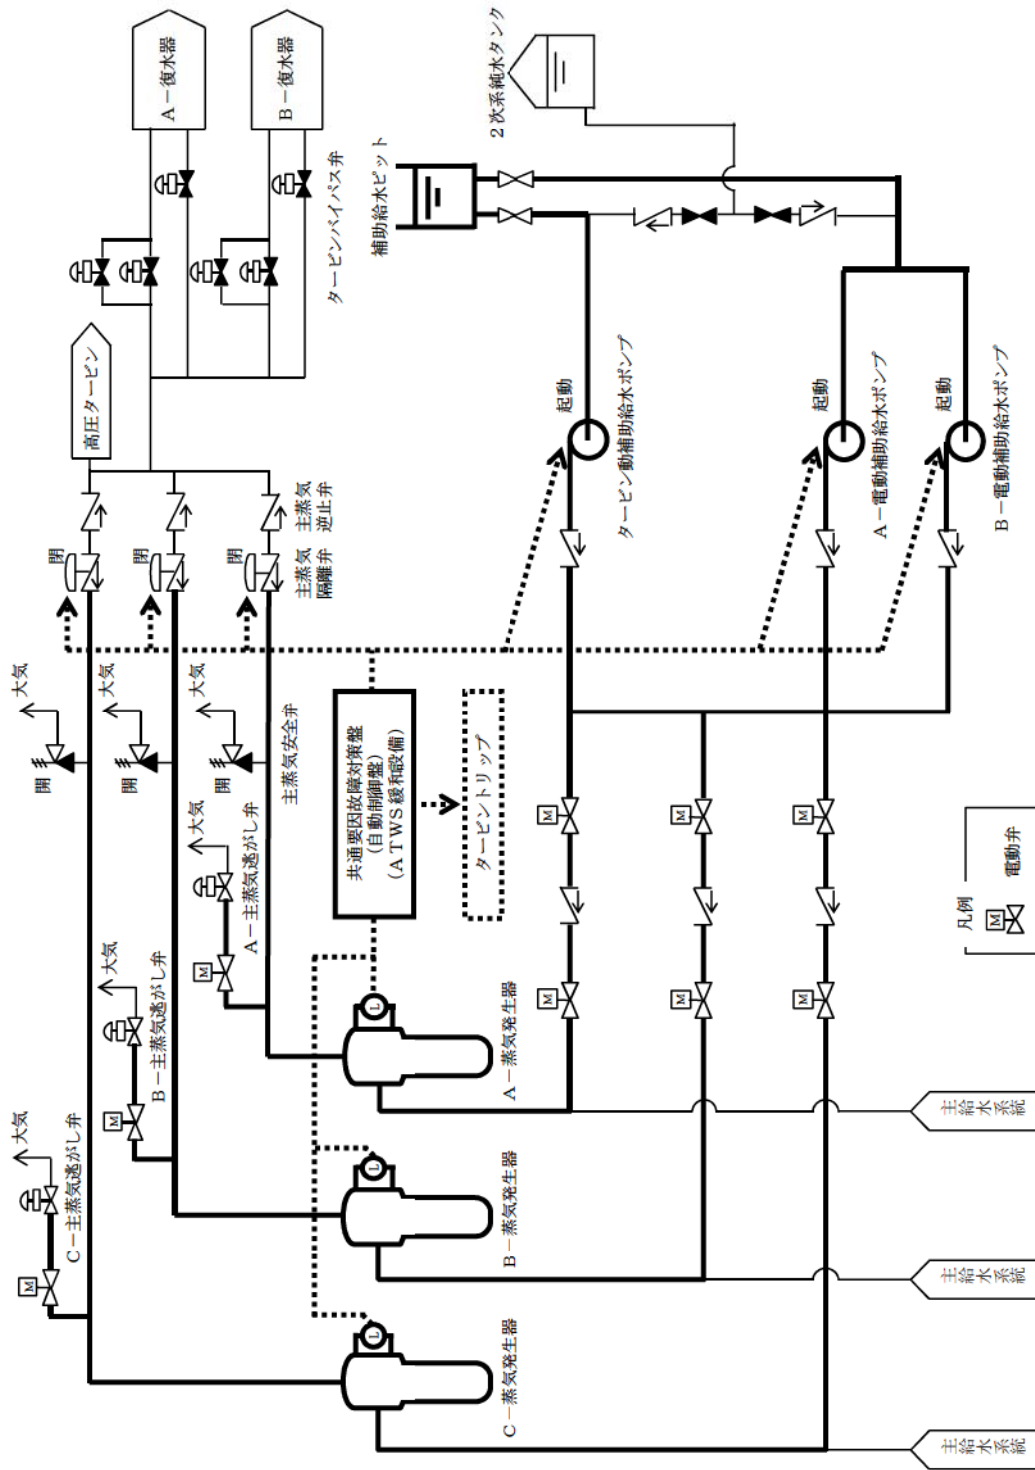 C－主蒸気逃がし弁
大気
M
B－主蒸気逃がし弁
大気
M
A－主蒸気逃がし弁
大気
M
開
大気
開
大気
開
大気
主蒸気安全弁
閉
閉
閉
主蒸気
隔離弁
主蒸気
逆止弁
高圧タービン
A－復水器
B－復水器
タービンバイパス弁
C－蒸気発生器
L
B－蒸気発生器
L
A－蒸気発生器
L
共通要因故障対策盤
(自動制御盤)
(ATWS緩和設備)
タービントリップ
補助給水ピット
2次系純水タンク
起動
タービン動補助給水ポンプ
起動
A－電動補助給水ポンプ
起動
B－電動補助給水ポンプ
M
M
M
M
M
M
主給水系統
主給水系統
主給水系統
凡例
M
電動弁